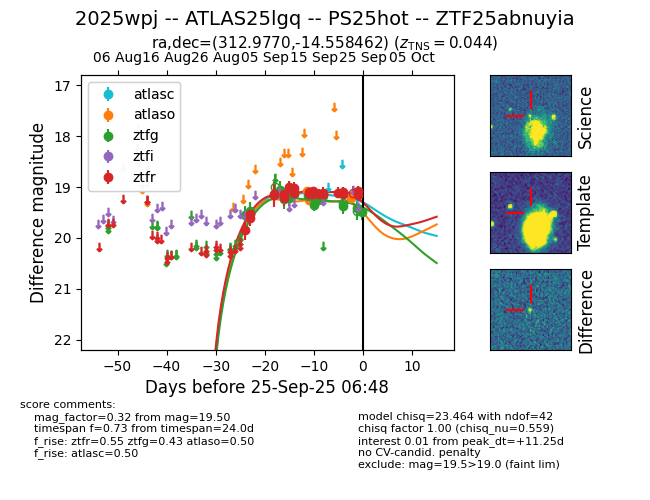 2025wpj -- ATLAS25lgq -- PS25hot -- ZTF25abnuyia
ra,dec=(312.9770,-14.558462) (z_TNS = 0.044)
06 Aug 16 Aug 26 Aug 05 Sep 15 Sep 25 Sep 05 Oct
17
18
19
20
21
22
Difference magnitude
atlasc
atlaso
ztfg
ztfi
ztfr
−50 −40 −30 −20 −10 0 10
Days before 25-Sep-25 06:48
Science
Template
Difference
score comments:
mag_factor=0.32 from mag=19.50
timespan f=0.73 from timespan=24.0d
f_rise: ztfr=0.55 ztfg=0.43 atlaso=0.50
f_rise: atlasc=0.50
model chisq=23.464 with ndof=42
chisq factor 1.00 (chisq_nu=0.559)
interest 0.01 from peak_dt=+11.25d
no CV-candid. penalty
exclude: mag=19.5>19.0 (faint lim)